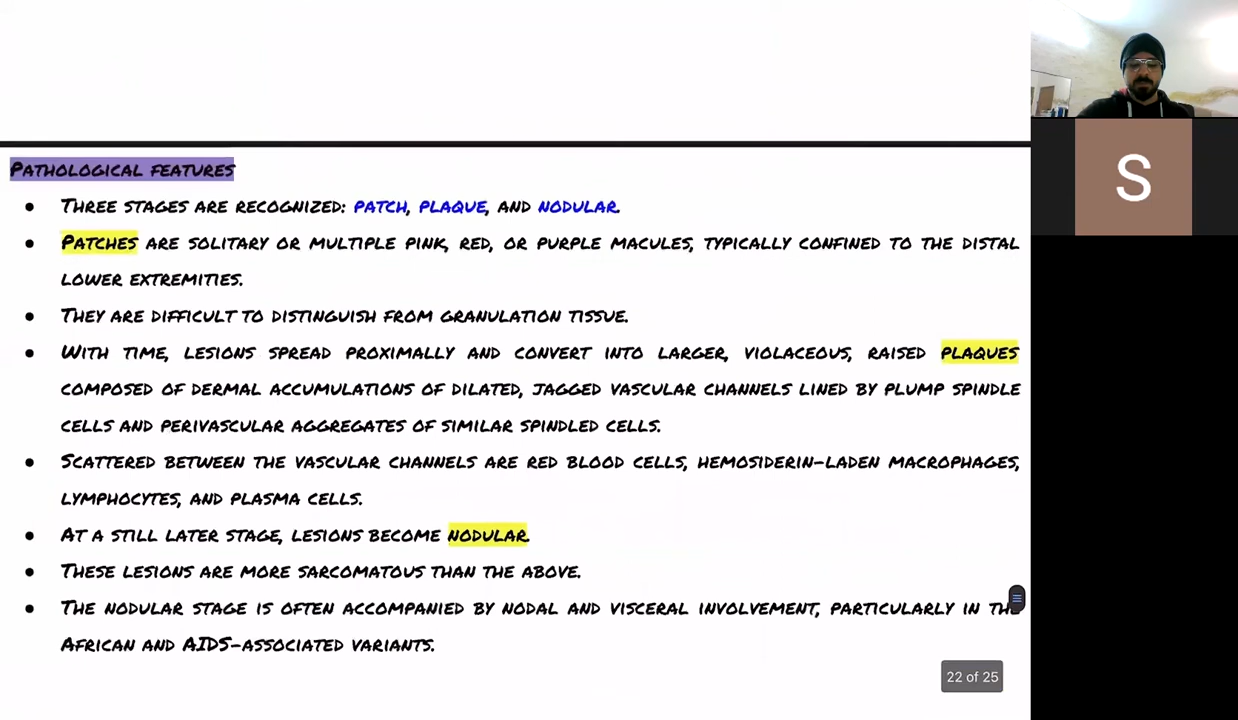 PATHOLOGICAL FEATURES
• THREE STAGES ARE RECOGNIZED: PATCH, PLAQUE, AND NODULAR.
• PATCHES ARE SOLITARY OR MULTIPLE PINK, RED, OR PURPLE MACULES, TYPICALLY CONFINED TO THE DISTAL
LOWER EXTREMITIES.
• THEY ARE DIFFICULT TO DISTINGUISH FROM GRANULATION TISSUE.
• WITH TIME, LESIONS SPREAD PROXIMALLY AND CONVERT INTO LARGER, VIOLACEOUS, RAISED PLAQUES
COMPOSED OF DERMAL ACCUMULATIONS OF DILATED, JAGGED VASCULAR CHANNELS LINED BY PLUMP SPINDLE
CELLS AND PERIVASCULAR AGGREGATES OF SIMILAR SPINDLED CELLS.
• SCATTERED BETWEEN THE VASCULAR CHANNELS ARE RED BLOOD CELLS, HEMOSIDERIN-LADEN MACROPHAGES,
LYMPHOCYTES, AND PLASMA CELLS.
• AT A STILL LATER STAGE, LESIONS BECOME NODULAR.
• THESE LESIONS ARE MORE SARCOMATOUS THAN THE ABOVE.
• THE NODULAR STAGE IS OFTEN ACCOMPANIED BY NODAL AND VISCERAL INVOLVEMENT, PARTICULARLY IN THE
AFRICAN AND AIDS-ASSOCIATED VARIANTS.
22 of 25
S